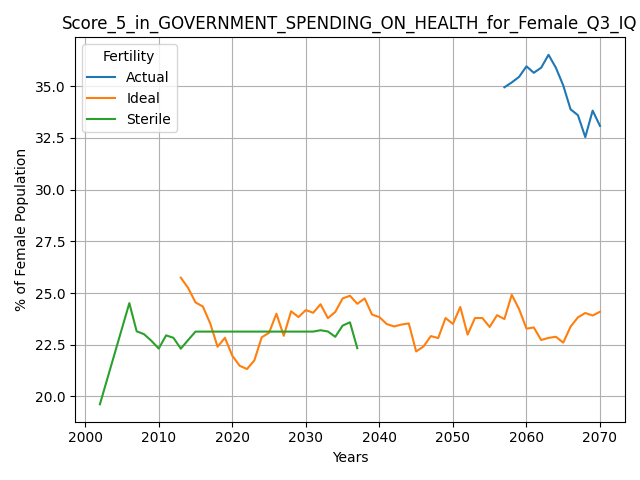 Score_5_in_GOVERNMENT_SPENDING_ON_HEALTH_for_Female_Q3_IQ
Fertility
Actual
Ideal
Sterile
% of Female Population
35.0
32.5
30.0
27.5
25.0
22.5
20.0
2000 2010 2020 2030 2040 2050 2060 2070
Years